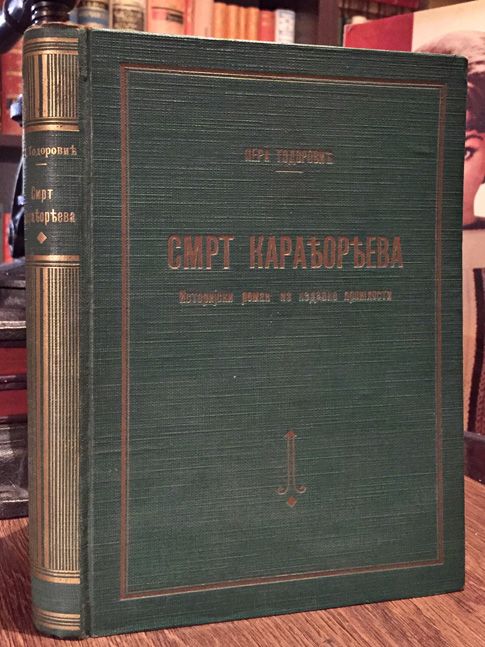 Тодоровић
Смрт
Карађорђева
ПЕРА ТОДОРОВИЋ
СМРТ КАРАЂОРЂЕВА
Историјски роман из недавне прошлости